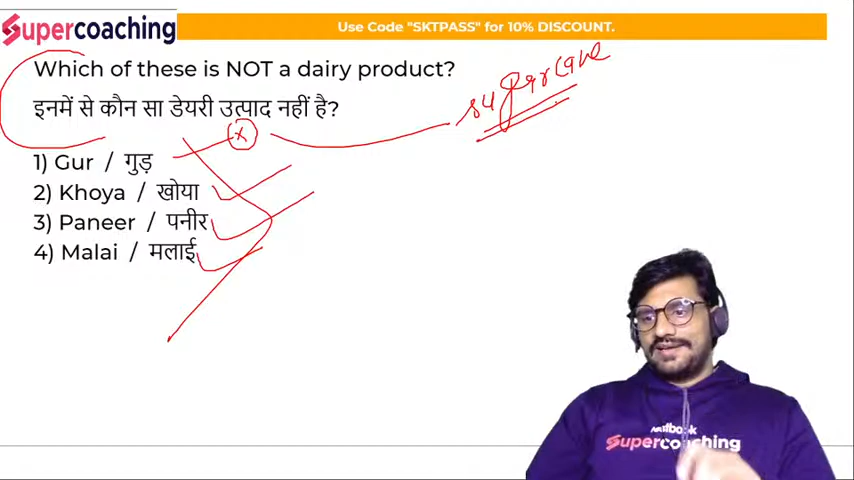 Supercoaching
Use Code "SKTPASS" for 10% DISCOUNT.
Which of these is NOT a dairy product?
इनमें से कौन सा डेयरी उत्पाद नहीं है?
sugarcane
1) Gur / गुड़
2) Khoya / खोया
3) Paneer / पनीर
4) Malai / मलाई
testbook
Supercoaching